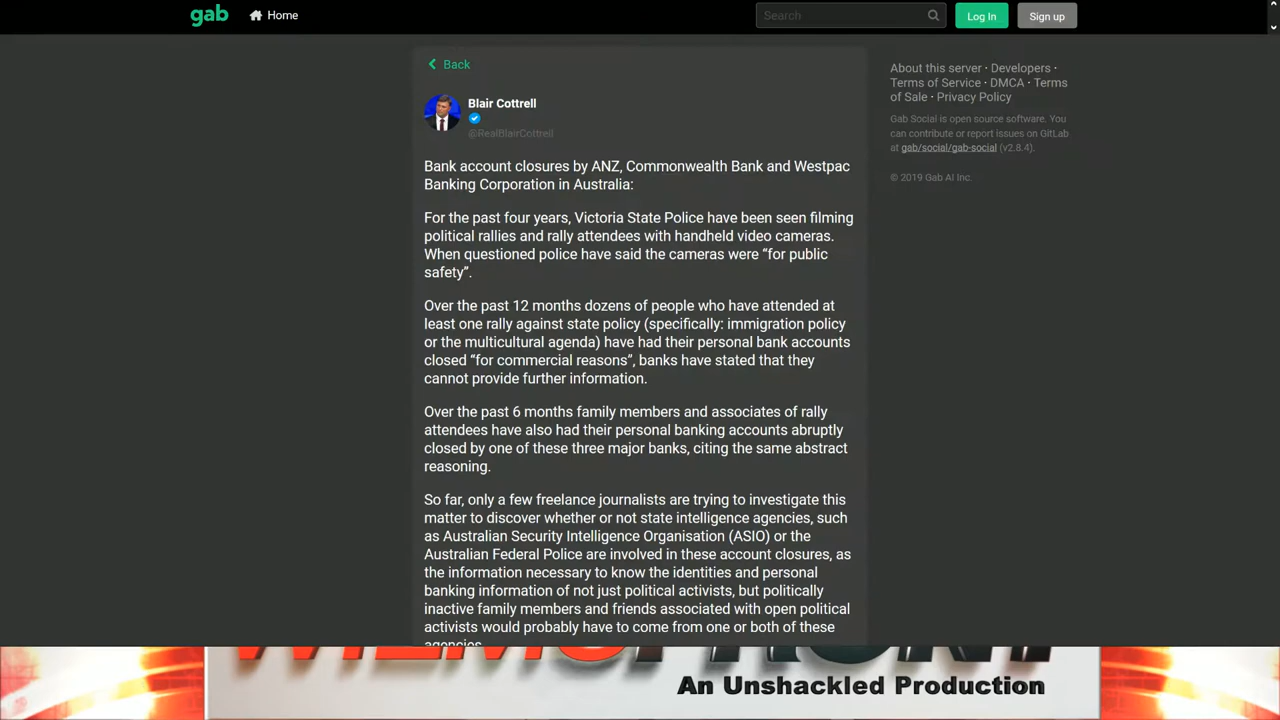 gab
Home
Search
Log In
Sign up
Back
Blair Cottrell
@RealBlairCottrell
Bank account closures by ANZ, Commonwealth Bank and Westpac
Banking Corporation in Australia:
For the past four years, Victoria State Police have been seen filming
political rallies and rally attendees with handheld video cameras.
When questioned police have said the cameras were “for public
safety”.
Over the past 12 months dozens of people who have attended at
least one rally against state policy (specifically: immigration policy
or the multicultural agenda) have had their personal bank accounts
closed “for commercial reasons”, banks have stated that they
cannot provide further information.
Over the past 6 months family members and associates of rally
attendees have also had their personal banking accounts abruptly
closed by one of these three major banks, citing the same abstract
reasoning.
So far, only a few freelance journalists are trying to investigate this
matter to discover whether or not state intelligence agencies, such
as Australian Security Intelligence Organisation (ASIO) or the
Australian Federal Police are involved in these account closures, as
the information necessary to know the identities and personal
banking information of not just political activists, but politically
inactive family members and friends associated with open political
activists would probably have to come from one or both of these
agencies
About this server · Developers ·
Terms of Service · DMCA · Terms
of Sale · Privacy Policy
Gab Social is open source software. You
can contribute or report issues on GitLab
at gab/social/gab-social (v2.8.4).
© 2019 Gab AI Inc.
An Unshackled Production